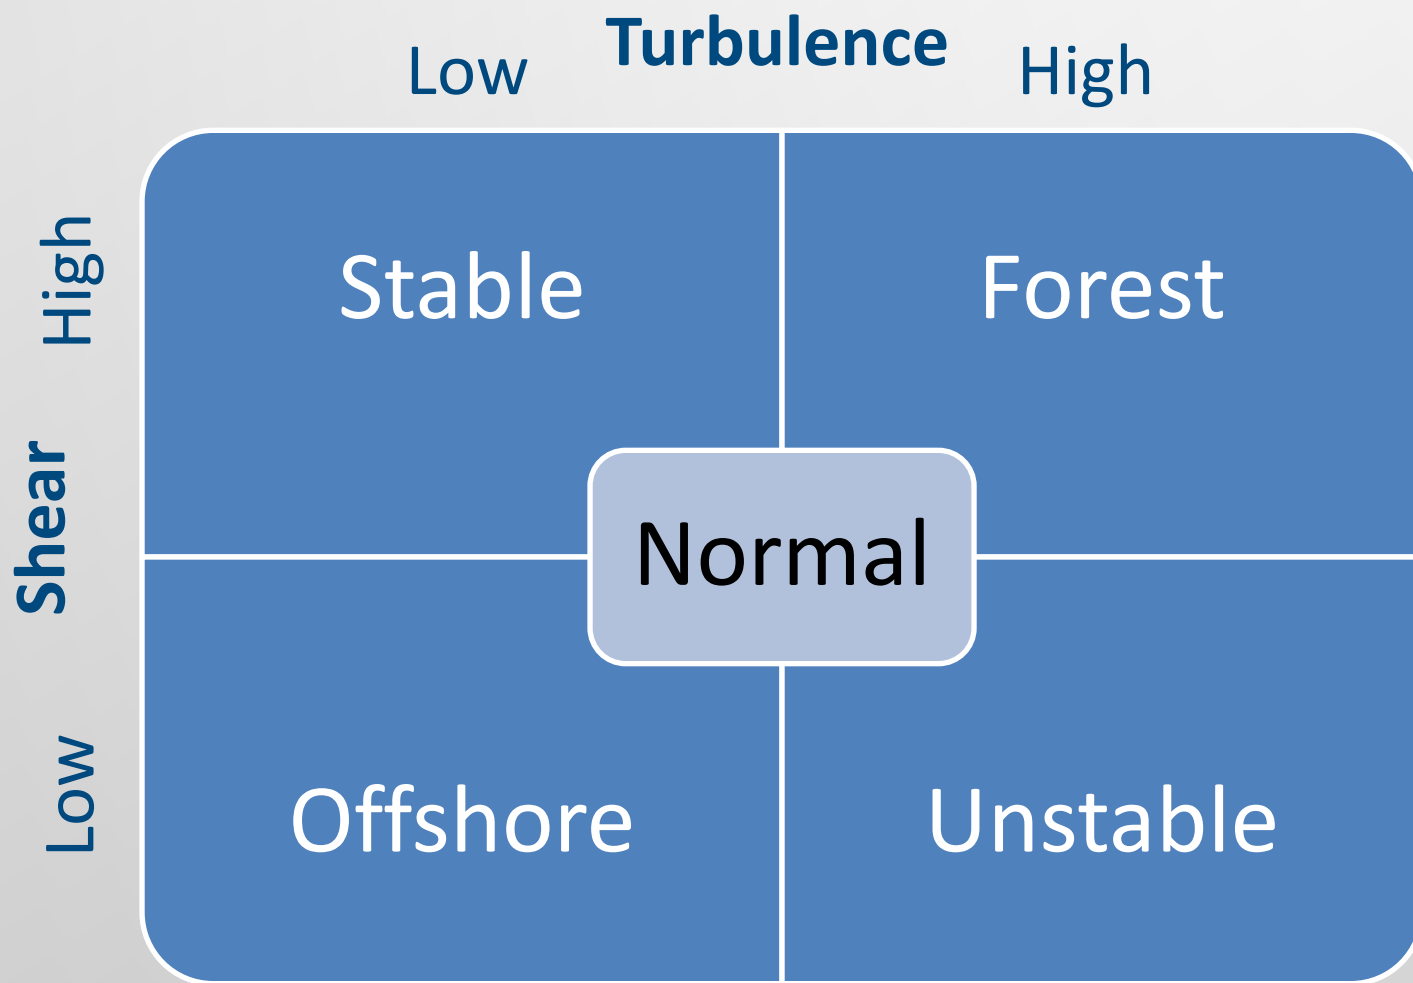 Turbulence
Low High
High
Shear
Low
Stable Forest
Normal
Offshore Unstable